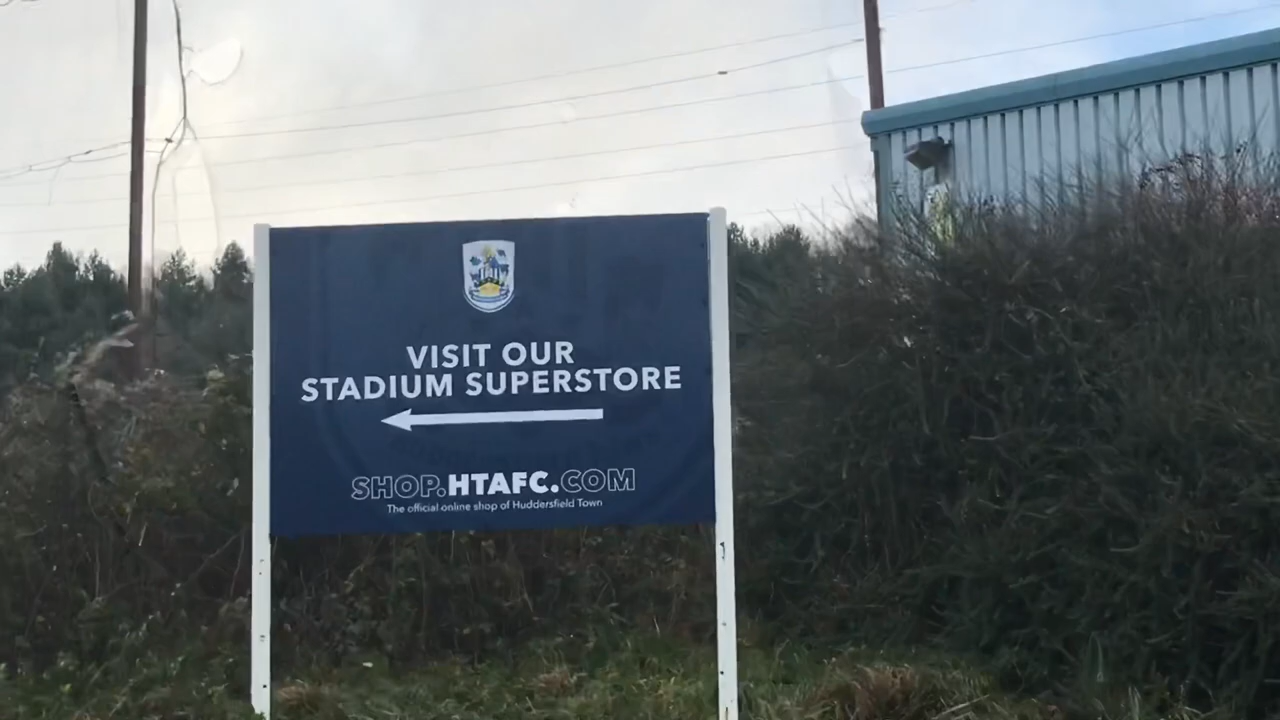 VISIT OUR
STADIUM SUPERSTORE
SHOP.HTAFC.COM
The official online shop of Huddersfield Town